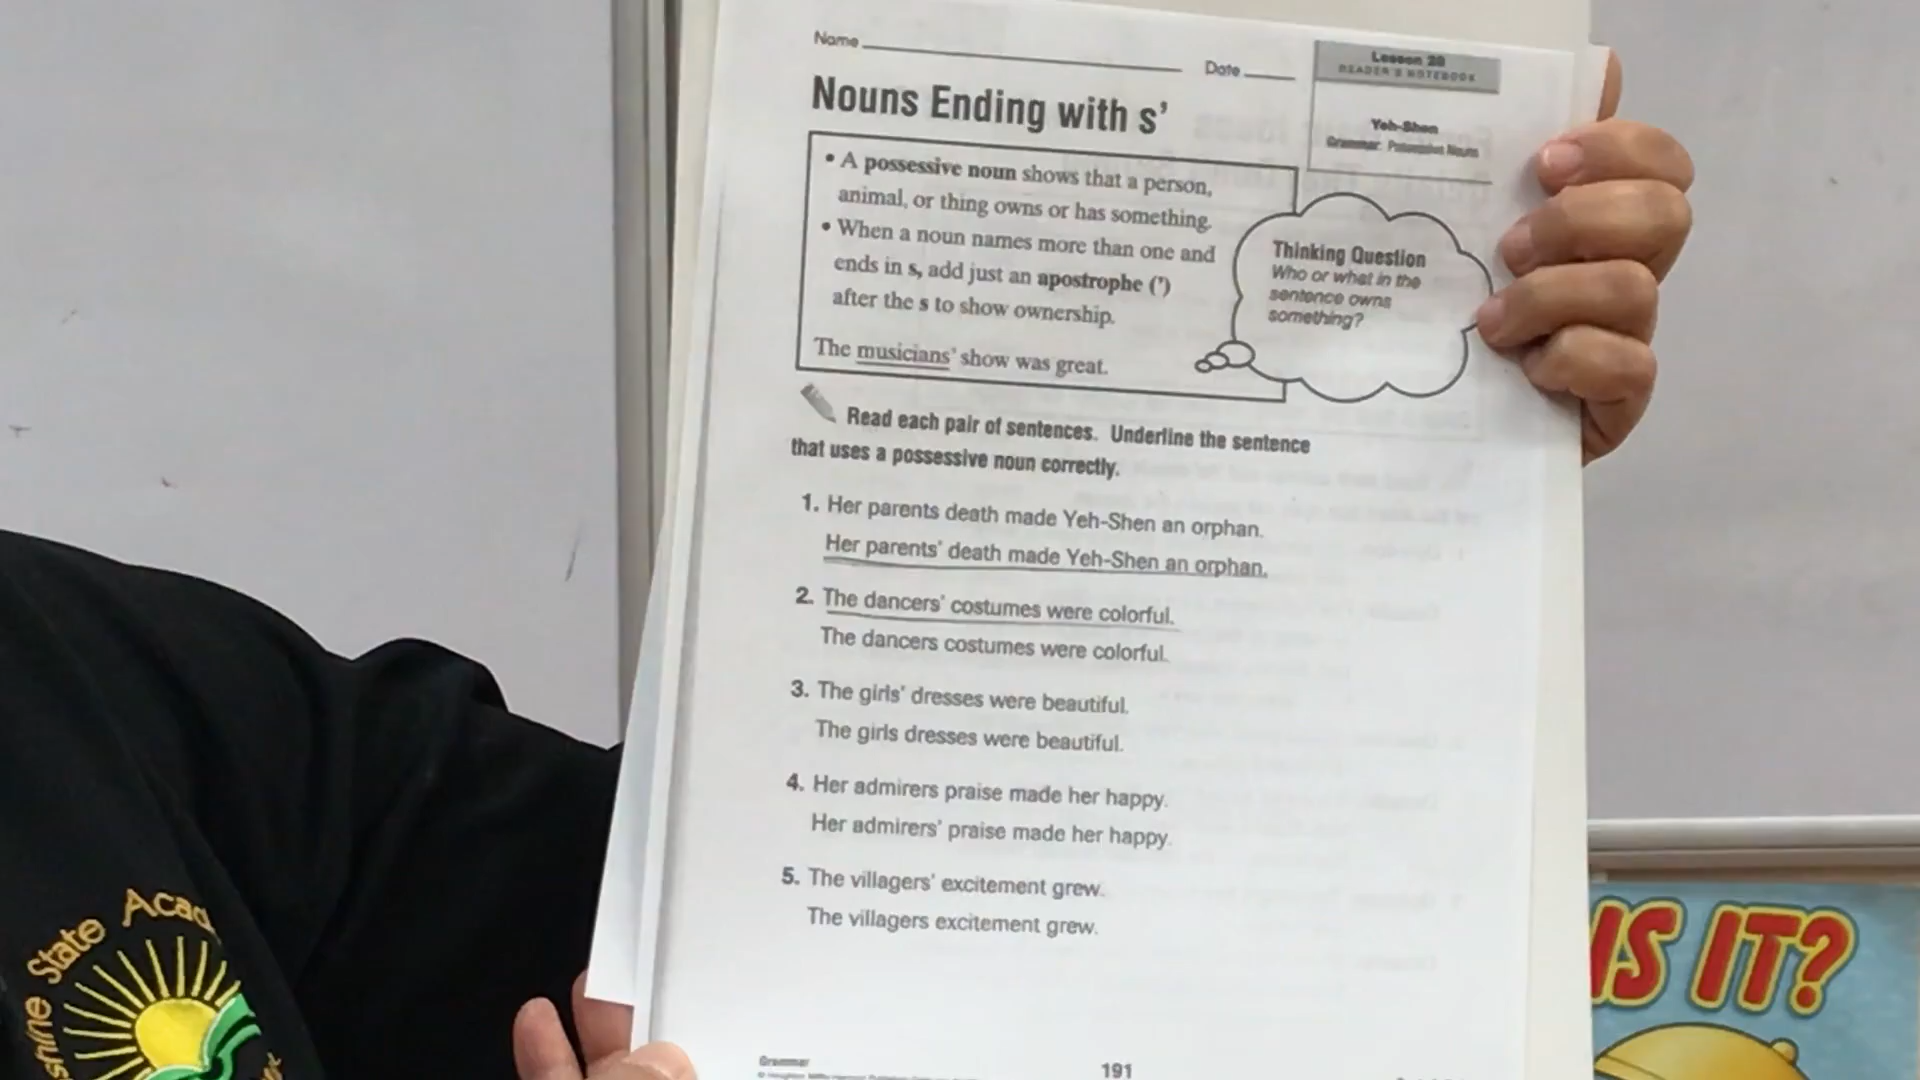 Name
Date
Lesson 20
READER'S NOTEBOOK
Yeh-Shen
Grammar: Possessive Nouns
Nouns Ending with s’
• A possessive noun shows that a person,
animal, or thing owns or has something.
• When a noun names more than one and
ends in s, add just an apostrophe (’)
after the s to show ownership.
The musicians’ show was great.
Thinking Question
Who or what in the
sentence owns
something?
Read each pair of sentences. Underline the sentence
that uses a possessive noun correctly.
1. Her parents death made Yeh-Shen an orphan.
Her parents’ death made Yeh-Shen an orphan.
2. The dancers’ costumes were colorful.
The dancers costumes were colorful.
3. The girls’ dresses were beautiful.
The girls dresses were beautiful.
4. Her admirers praise made her happy.
Her admirers’ praise made her happy.
5. The villagers’ excitement grew.
The villagers excitement grew.
Grammar
191
shine State Acad
IS IT?